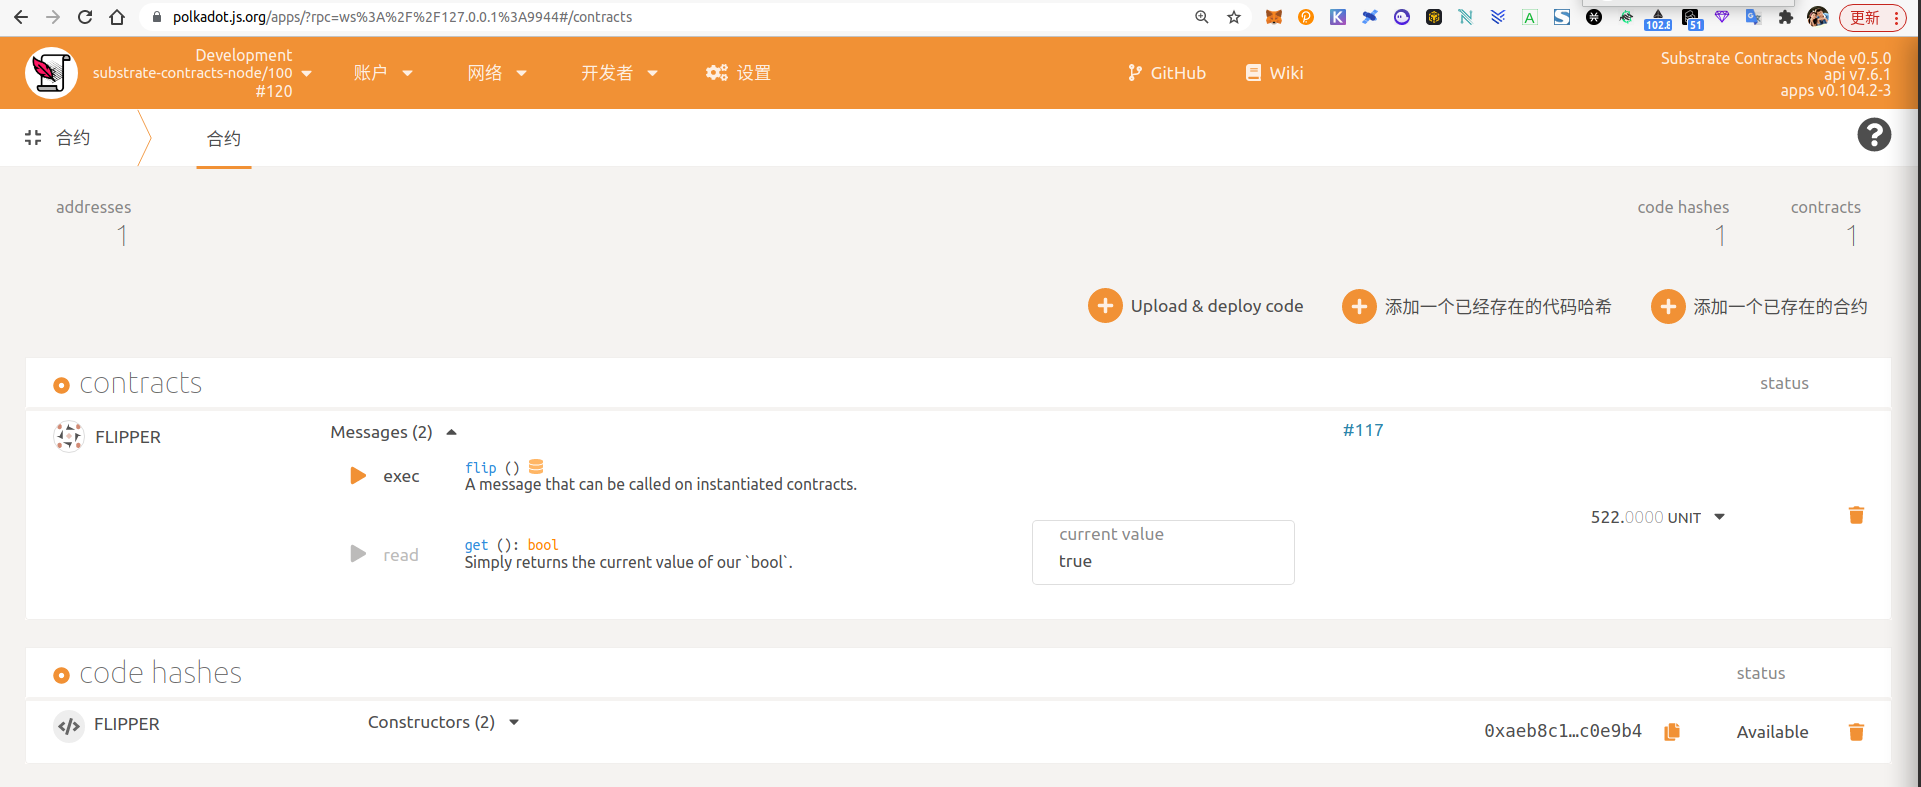 polkadot.js.org/apps/?rpc=ws%3A%2F%2F127.0.0.1%3A9944#/contracts
102.8
51
更新
Development
substrate-contracts-node/100
#120
账户
网络
开发者
设置
GitHub
Wiki
Substrate Contracts Node v0.5.0
api v7.6.1
apps v0.104.2-3
合约
合约
addresses
1
code hashes
1
contracts
1
Upload & deploy code
添加一个已经存在的代码哈希
添加一个已存在的合约
contracts
status
FLIPPER
Messages (2)
#117
exec
flip ()
A message that can be called on instantiated contracts.
522.0000 UNIT
read
get (): bool
Simply returns the current value of our `bool`.
current value
true
code hashes
status
FLIPPER
Constructors (2)
0xaeb8c1…c0e9b4
Available